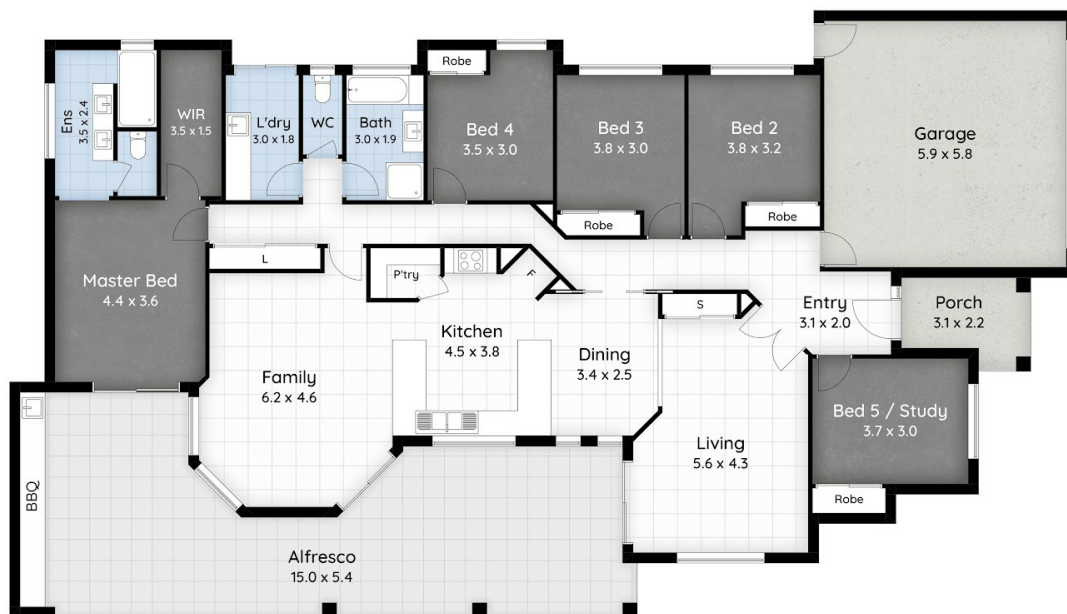 Ens
3.5 x 2.4
WIR
3.5 x 1.5
L'dry
3.0 x 1.8
WC
Bath
3.0 x 1.9
Robe
Bed 4
3.5 x 3.0
Bed 3
3.8 x 3.0
Robe
Bed 2
3.8 x 3.2
Robe
Garage
5.9 x 5.8
Master Bed
4.4 x 3.6
L
P'try
F
Kitchen
4.5 x 3.8
S
Entry
3.1 x 2.0
Porch
3.1 x 2.2
Family
6.2 x 4.6
Dining
3.4 x 2.5
Living
5.6 x 4.3
Bed 5 / Study
3.7 x 3.0
Robe
BBQ
Alfresco
15.0 x 5.4